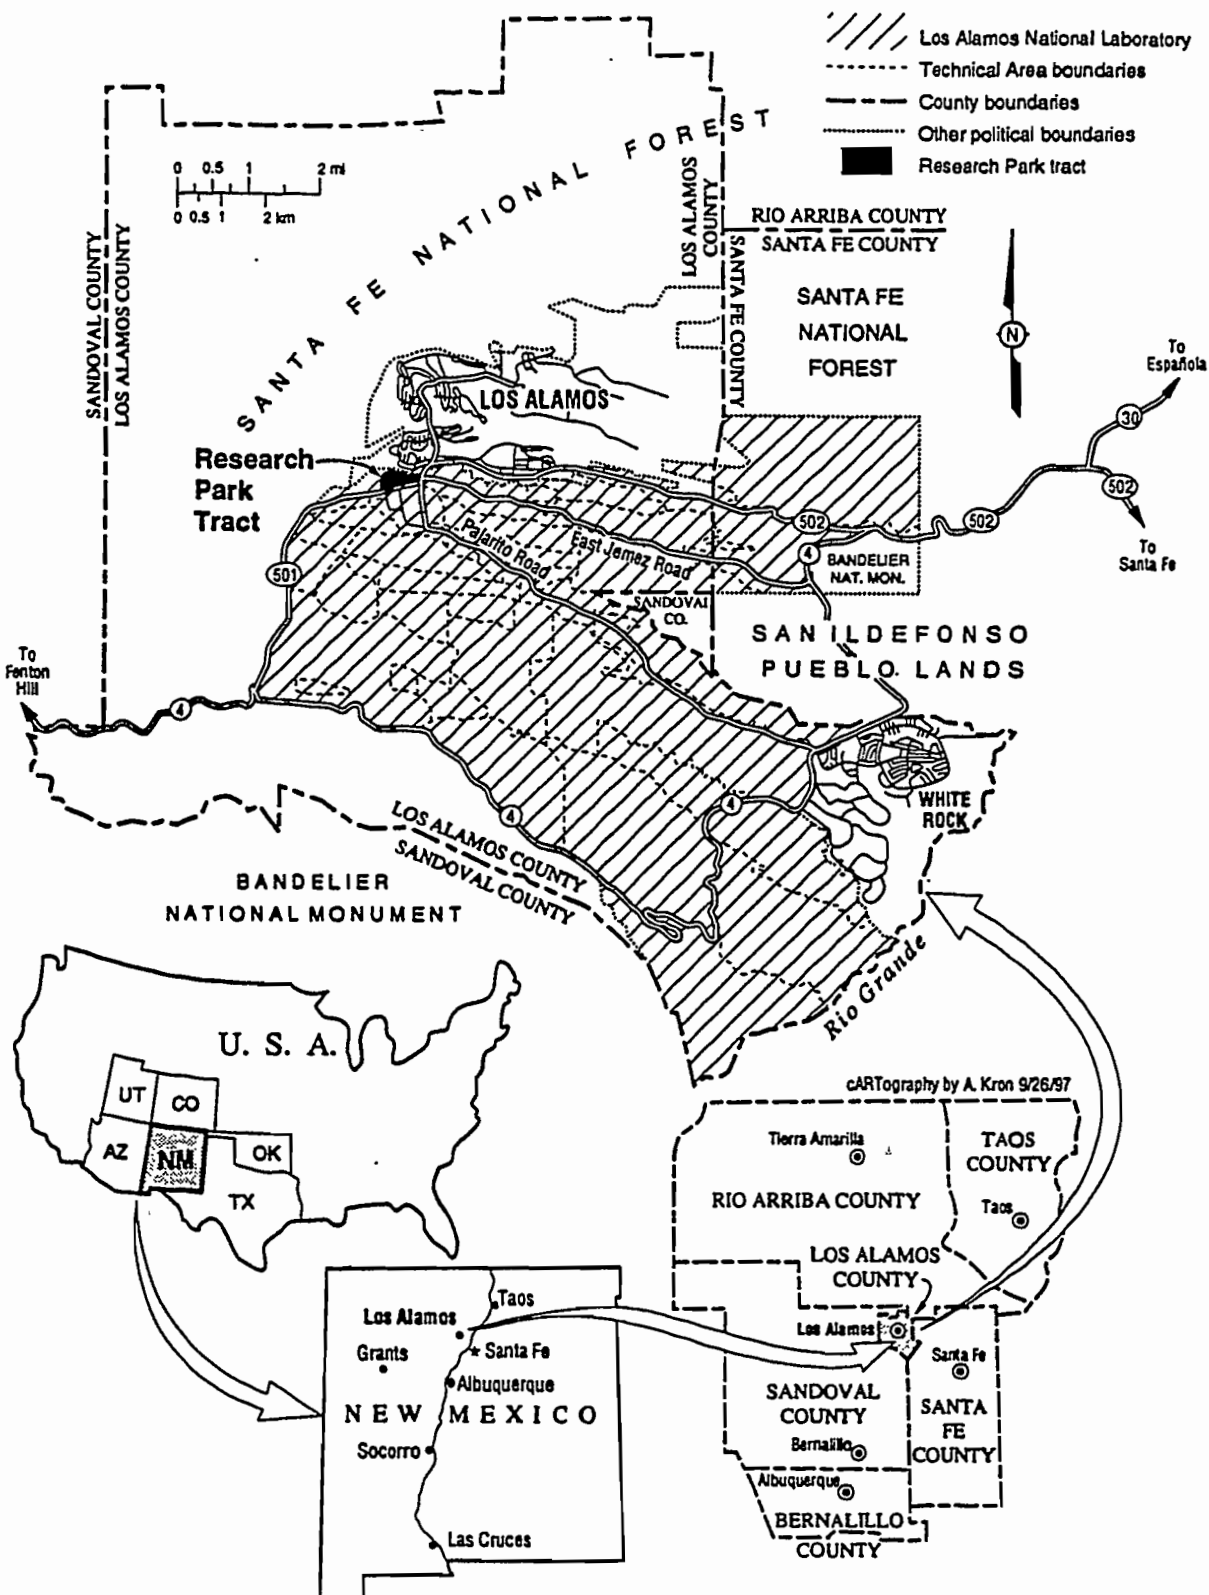 Los Alamos National Laboratory
Technical Area boundaries
County boundaries
Other political boundaries
Research Park tract
0 0.5 1 2 mi
0 0.5 1 2 km
SANTA FE NATIONAL FOREST
SANDOVAL COUNTY
LOS ALAMOS COUNTY
LOS ALAMOS
COUNTY
SANTA FE COUNTY
RIO ARRIBA COUNTY
SANTA FE COUNTY
SANTA FE
NATIONAL
FOREST
N
To
Española
30
502
To
Santa Fe
LOS ALAMOS
Research
Park
Tract
502
502
4
BANDELIER
NAT. MON.
Pajarito Road
East Jemez Road
501
SANDOVAL
CO.
SAN ILDEFONSO
PUEBLO LANDS
To
Fenton
Hill
4
4
4
WHITE
ROCK
LOS ALAMOS COUNTY
SANDOVAL COUNTY
BANDELIER
NATIONAL MONUMENT
Rio Grande
cARTography by A. Kron 9/26/97
U. S. A.
UT
CO
AZ
NM
OK
TX
Tierra Amarilla
TAOS
COUNTY
RIO ARRIBA COUNTY
Taos
LOS ALAMOS
COUNTY
Los Alamos
Santa Fe
SANDOVAL
COUNTY
SANTA
FE
COUNTY
Bernalillo
Albuquerque
BERNALILLO
COUNTY
Taos
Los Alamos
Santa Fe
Grants
Albuquerque
NEW MEXICO
Socorro
Las Cruces